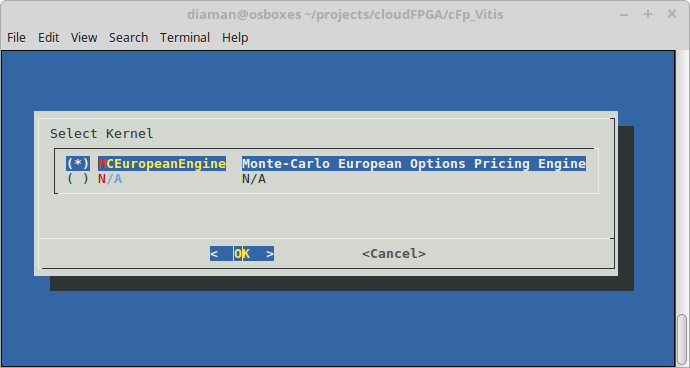 diaman@osboxes ~/projects/cloudFPGA/cFp_Vitis
File Edit View Search Terminal Help
Select Kernel
(*) MCEuropeanEngine Monte-Carlo European Options Pricing Engine
( ) N/A N/A
< OK > <Cancel>